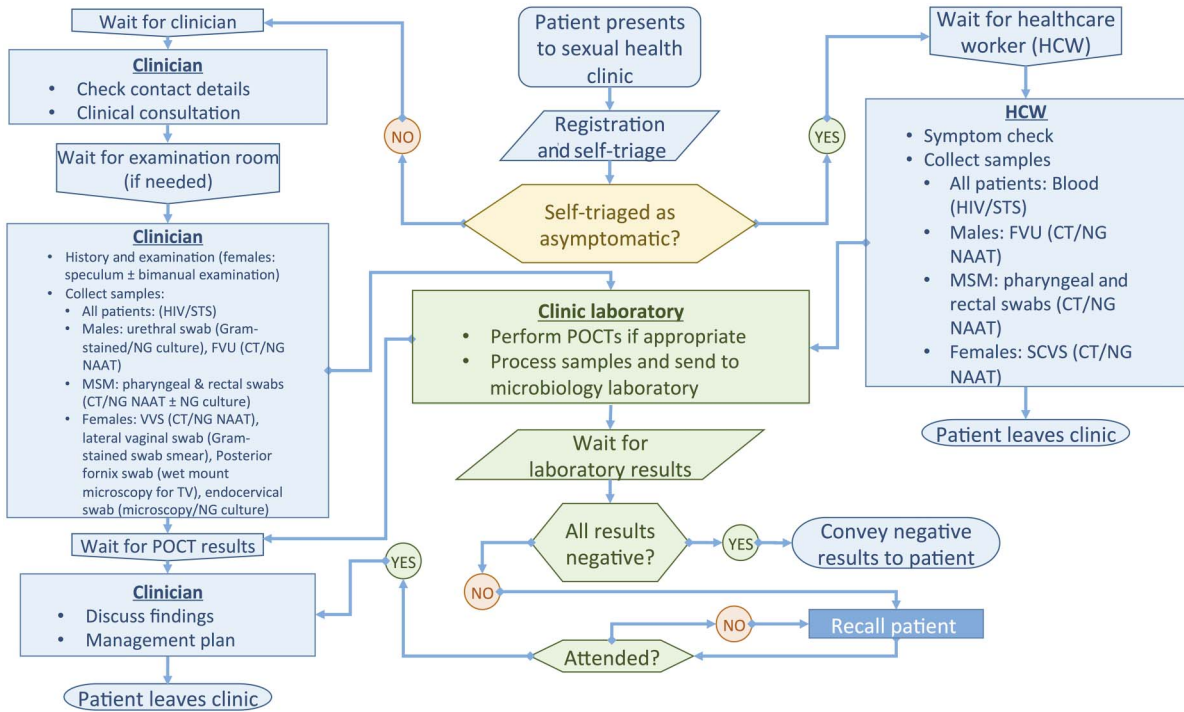 Wait for clinician
Clinician
• Check contact details
• Clinical consultation
Wait for examination room
(if needed)
Clinician
• History and examination (females:
speculum ± bimanual examination)
• Collect samples:
• All patients: (HIV/STS)
• Males: urethral swab (Gram-
stained/NG culture), FVU (CT/NG
NAAT)
• MSM: pharyngeal & rectal swabs
(CT/NG NAAT ± NG culture)
• Females: VVS (CT/NG NAAT),
lateral vaginal swab (Gram-
stained swab smear), Posterior
fornix swab (wet mount
microscopy for TV), endocervical
swab (microscopy/NG culture)
Wait for POCT results
Clinician
• Discuss findings
• Management plan
Patient leaves clinic
Patient presents
to sexual health
clinic
Registration
and self-triage
Self-triaged as
asymptomatic?
NO
YES
Clinic laboratory
• Perform POCTs if appropriate
• Process samples and send to
microbiology laboratory
Wait for
laboratory results
All results
negative?
YES
Convey negative
results to patient
NO
Recall patient
NO
Attended?
YES
Wait for healthcare
worker (HCW)
HCW
• Symptom check
• Collect samples
• All patients: Blood
(HIV/STS)
• Males: FVU (CT/NG
NAAT)
• MSM: pharyngeal and
rectal swabs (CT/NG
NAAT)
• Females: SCVS (CT/NG
NAAT)
Patient leaves clinic